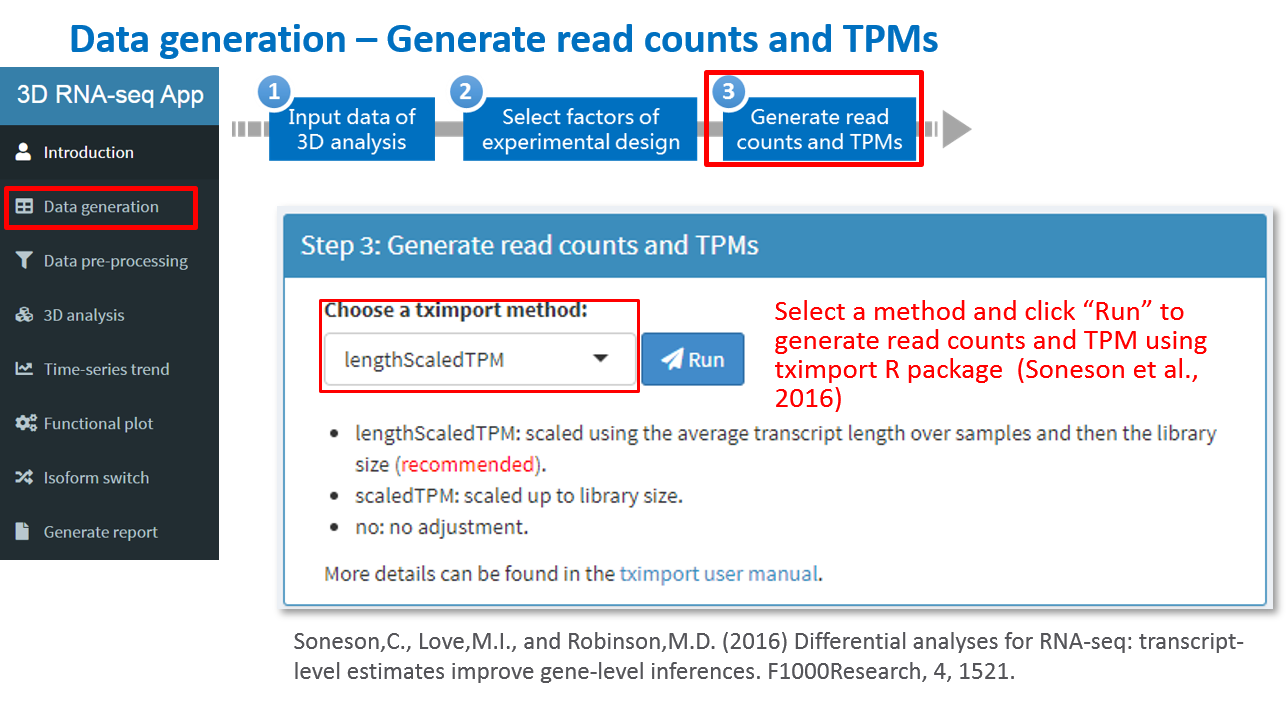 Data generation – Generate read counts and TPMs
3D RNA-seq App
Introduction
Data generation
Data pre-processing
3D analysis
Time-series trend
Functional plot
Isoform switch
Generate report
1
Input data of
3D analysis
2
Select factors of
experimental design
3
Generate read
counts and TPMs
Step 3: Generate read counts and TPMs
Choose a tximport method:
lengthScaledTPM
Run
Select a method and click “Run” to
generate read counts and TPM using
tximport R package (Soneson et al.,
2016)
• lengthScaledTPM: scaled using the average transcript length over samples and then the library
size (recommended).
• scaledTPM: scaled up to library size.
• no: no adjustment.
More details can be found in the tximport user manual.
Soneson,C., Love,M.I., and Robinson,M.D. (2016) Differential analyses for RNA-seq: transcript-
level estimates improve gene-level inferences. F1000Research, 4, 1521.